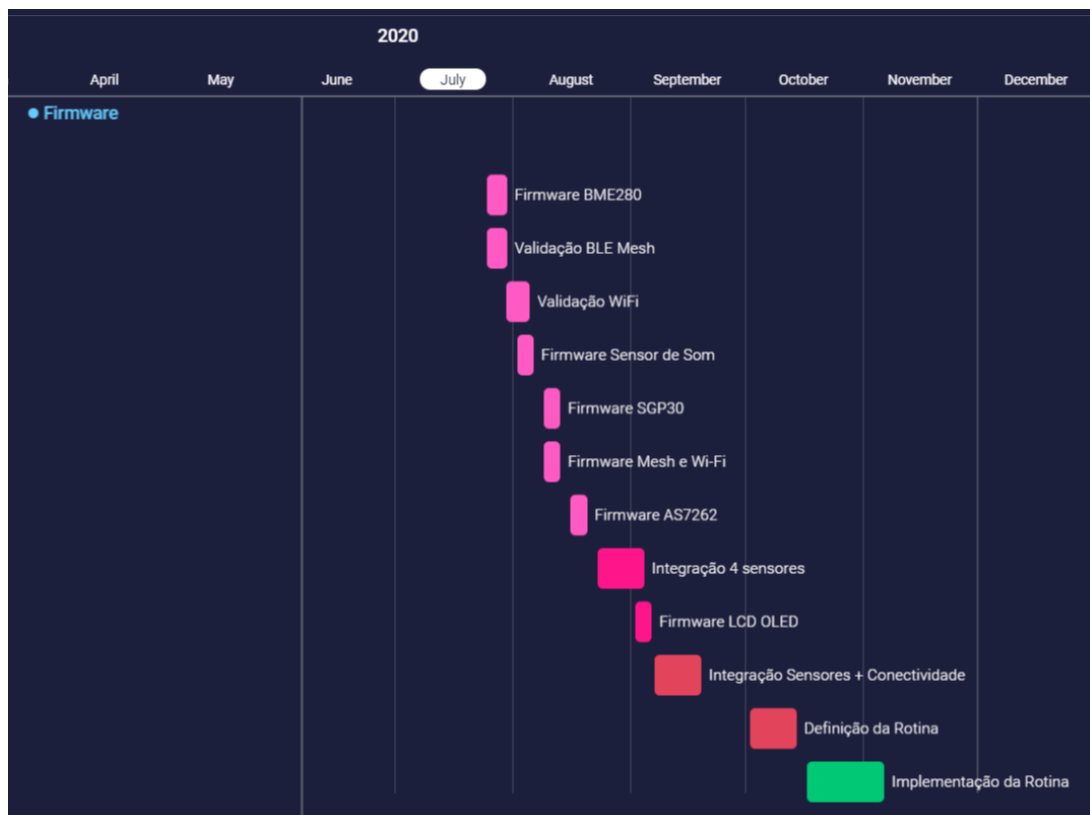 2020
April May June July August September October November December
Firmware
Firmware BME280
Validação BLE Mesh
Validação WiFi
Firmware Sensor de Som
Firmware SGP30
Firmware Mesh e Wi-Fi
Firmware AS7262
Integração 4 sensores
Firmware LCD OLED
Integração Sensores + Conectividade
Definição da Rotina
Implementação da Rotina